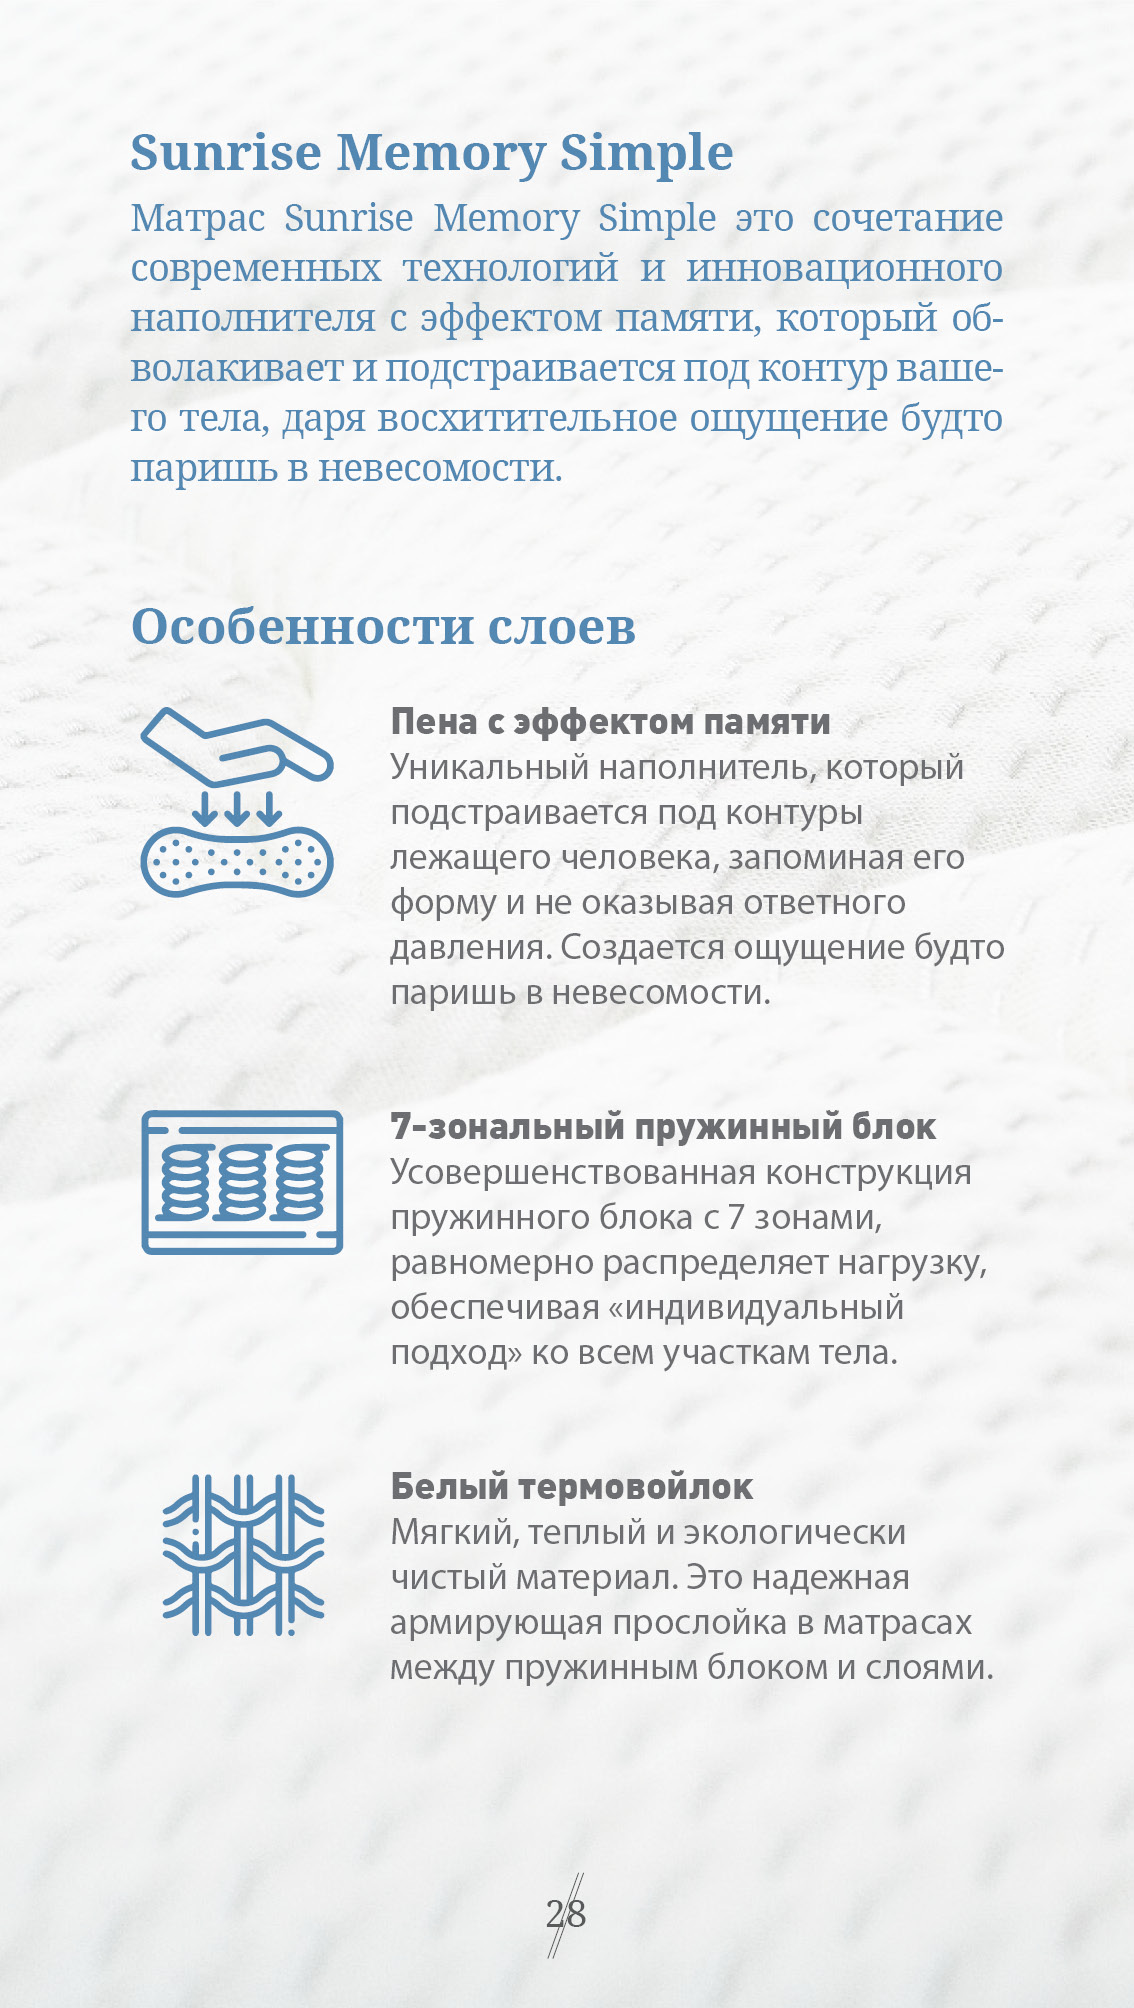 Sunrise Memory Simple
Матрас Sunrise Memory Simple это сочетание
современных технологий и инновационного
наполнителя с эффектом памяти, который об-
волакивает и подстраивается под контур ваше-
го тела, даря восхитительное ощущение будто
паришь в невесомости.
Особенности слоев
Пена с эффектом памяти
Уникальный наполнитель, который
подстраивается под контуры
лежащего человека, запоминая его
форму и не оказывая ответного
давления. Создается ощущение будто
паришь в невесомости.
7-зональный пружинный блок
Усовершенствованная конструкция
пружинного блока с 7 зонами,
равномерно распределяет нагрузку,
обеспечивая «индивидуальный
подход» ко всем участкам тела.
Белый термовойлок
Мягкий, теплый и экологически
чистый материал. Это надежная
армирующая прослойка в матрасах
между пружинным блоком и слоями.
28